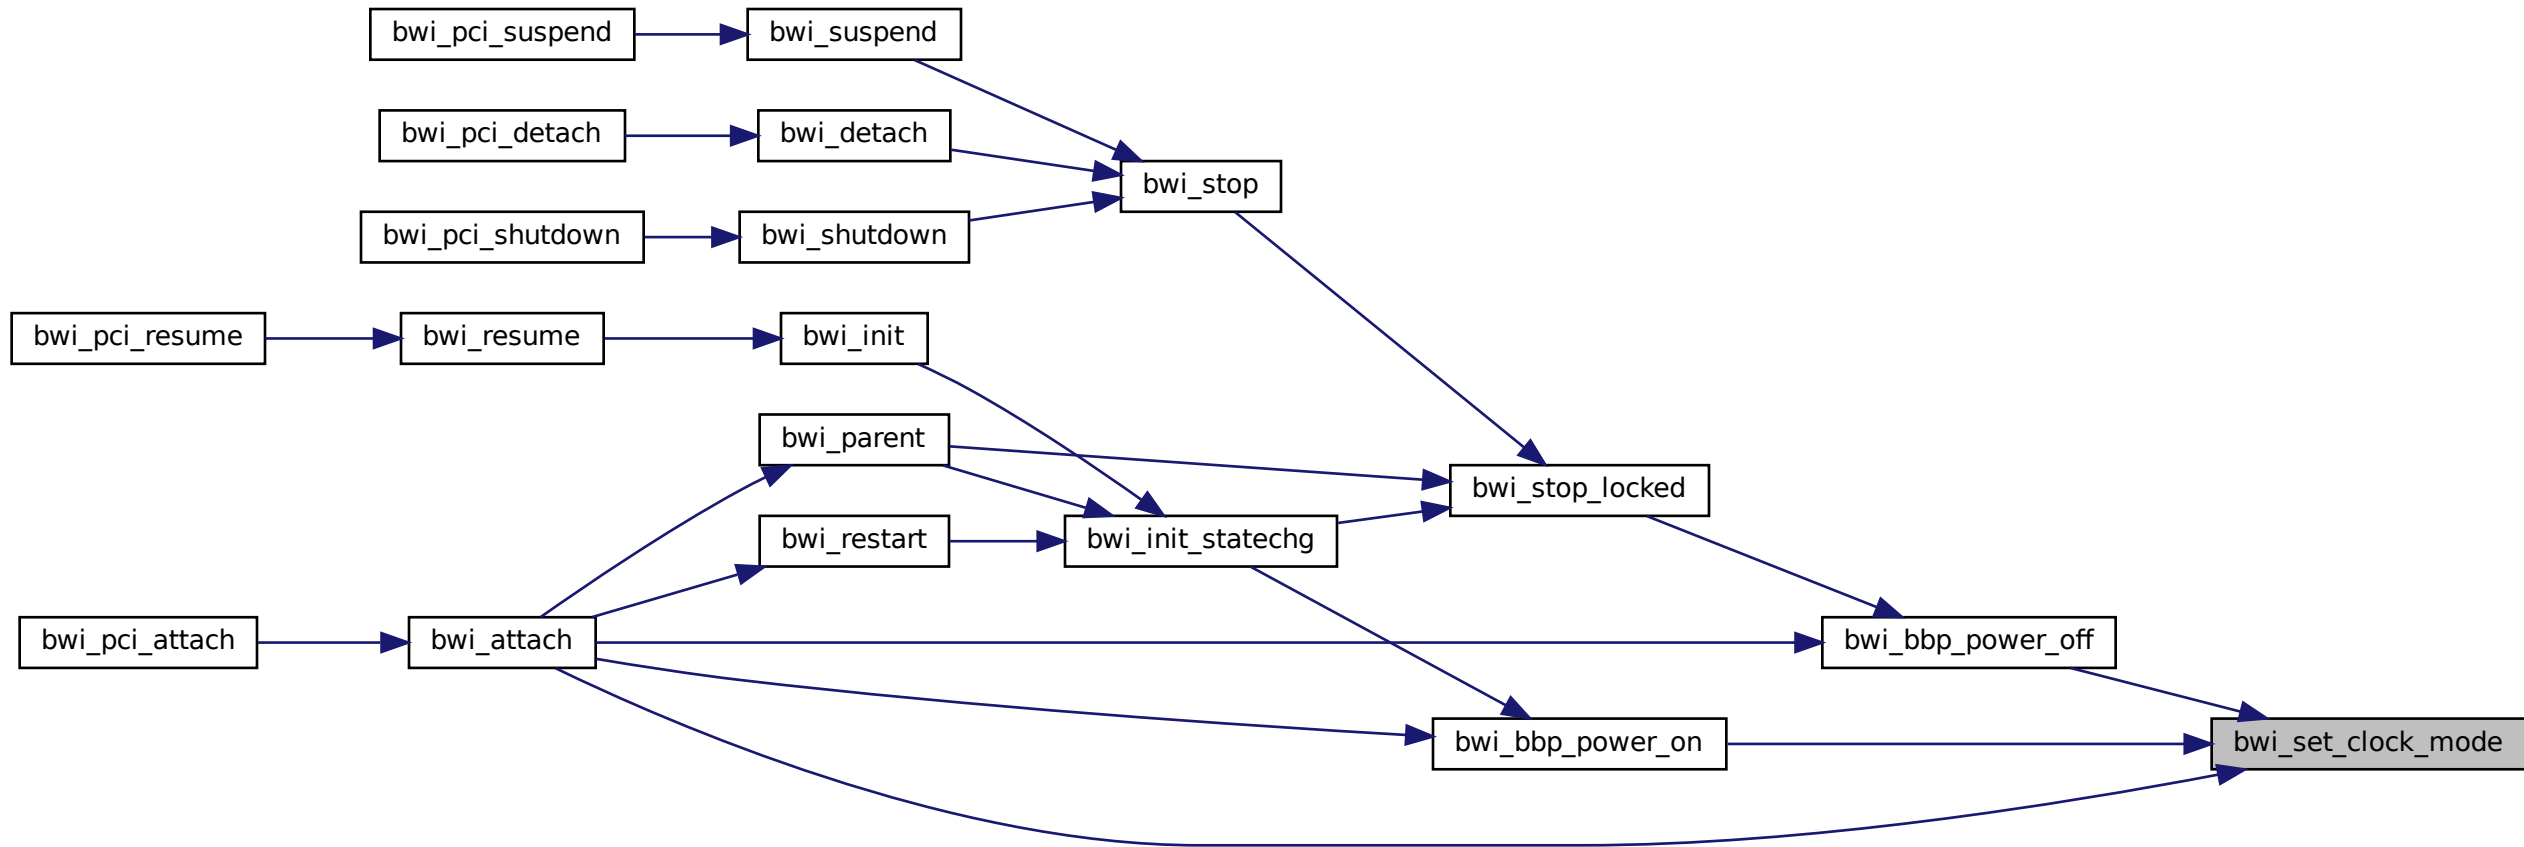 bwi_pci_suspend
bwi_suspend
bwi_pci_detach
bwi_detach
bwi_stop
bwi_pci_shutdown
bwi_shutdown
bwi_pci_resume
bwi_resume
bwi_init
bwi_parent
bwi_stop_locked
bwi_restart
bwi_init_statechg
bwi_pci_attach
bwi_attach
bwi_bbp_power_off
bwi_bbp_power_on
bwi_set_clock_mode